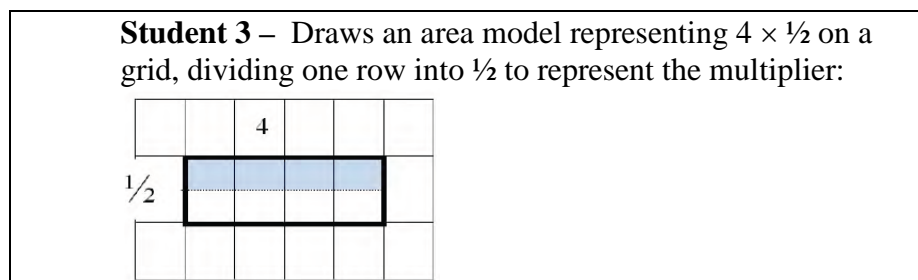 Student 3 – Draws an area model representing 4 × ½ on a
grid, dividing one row into ½ to represent the multiplier:
4
½